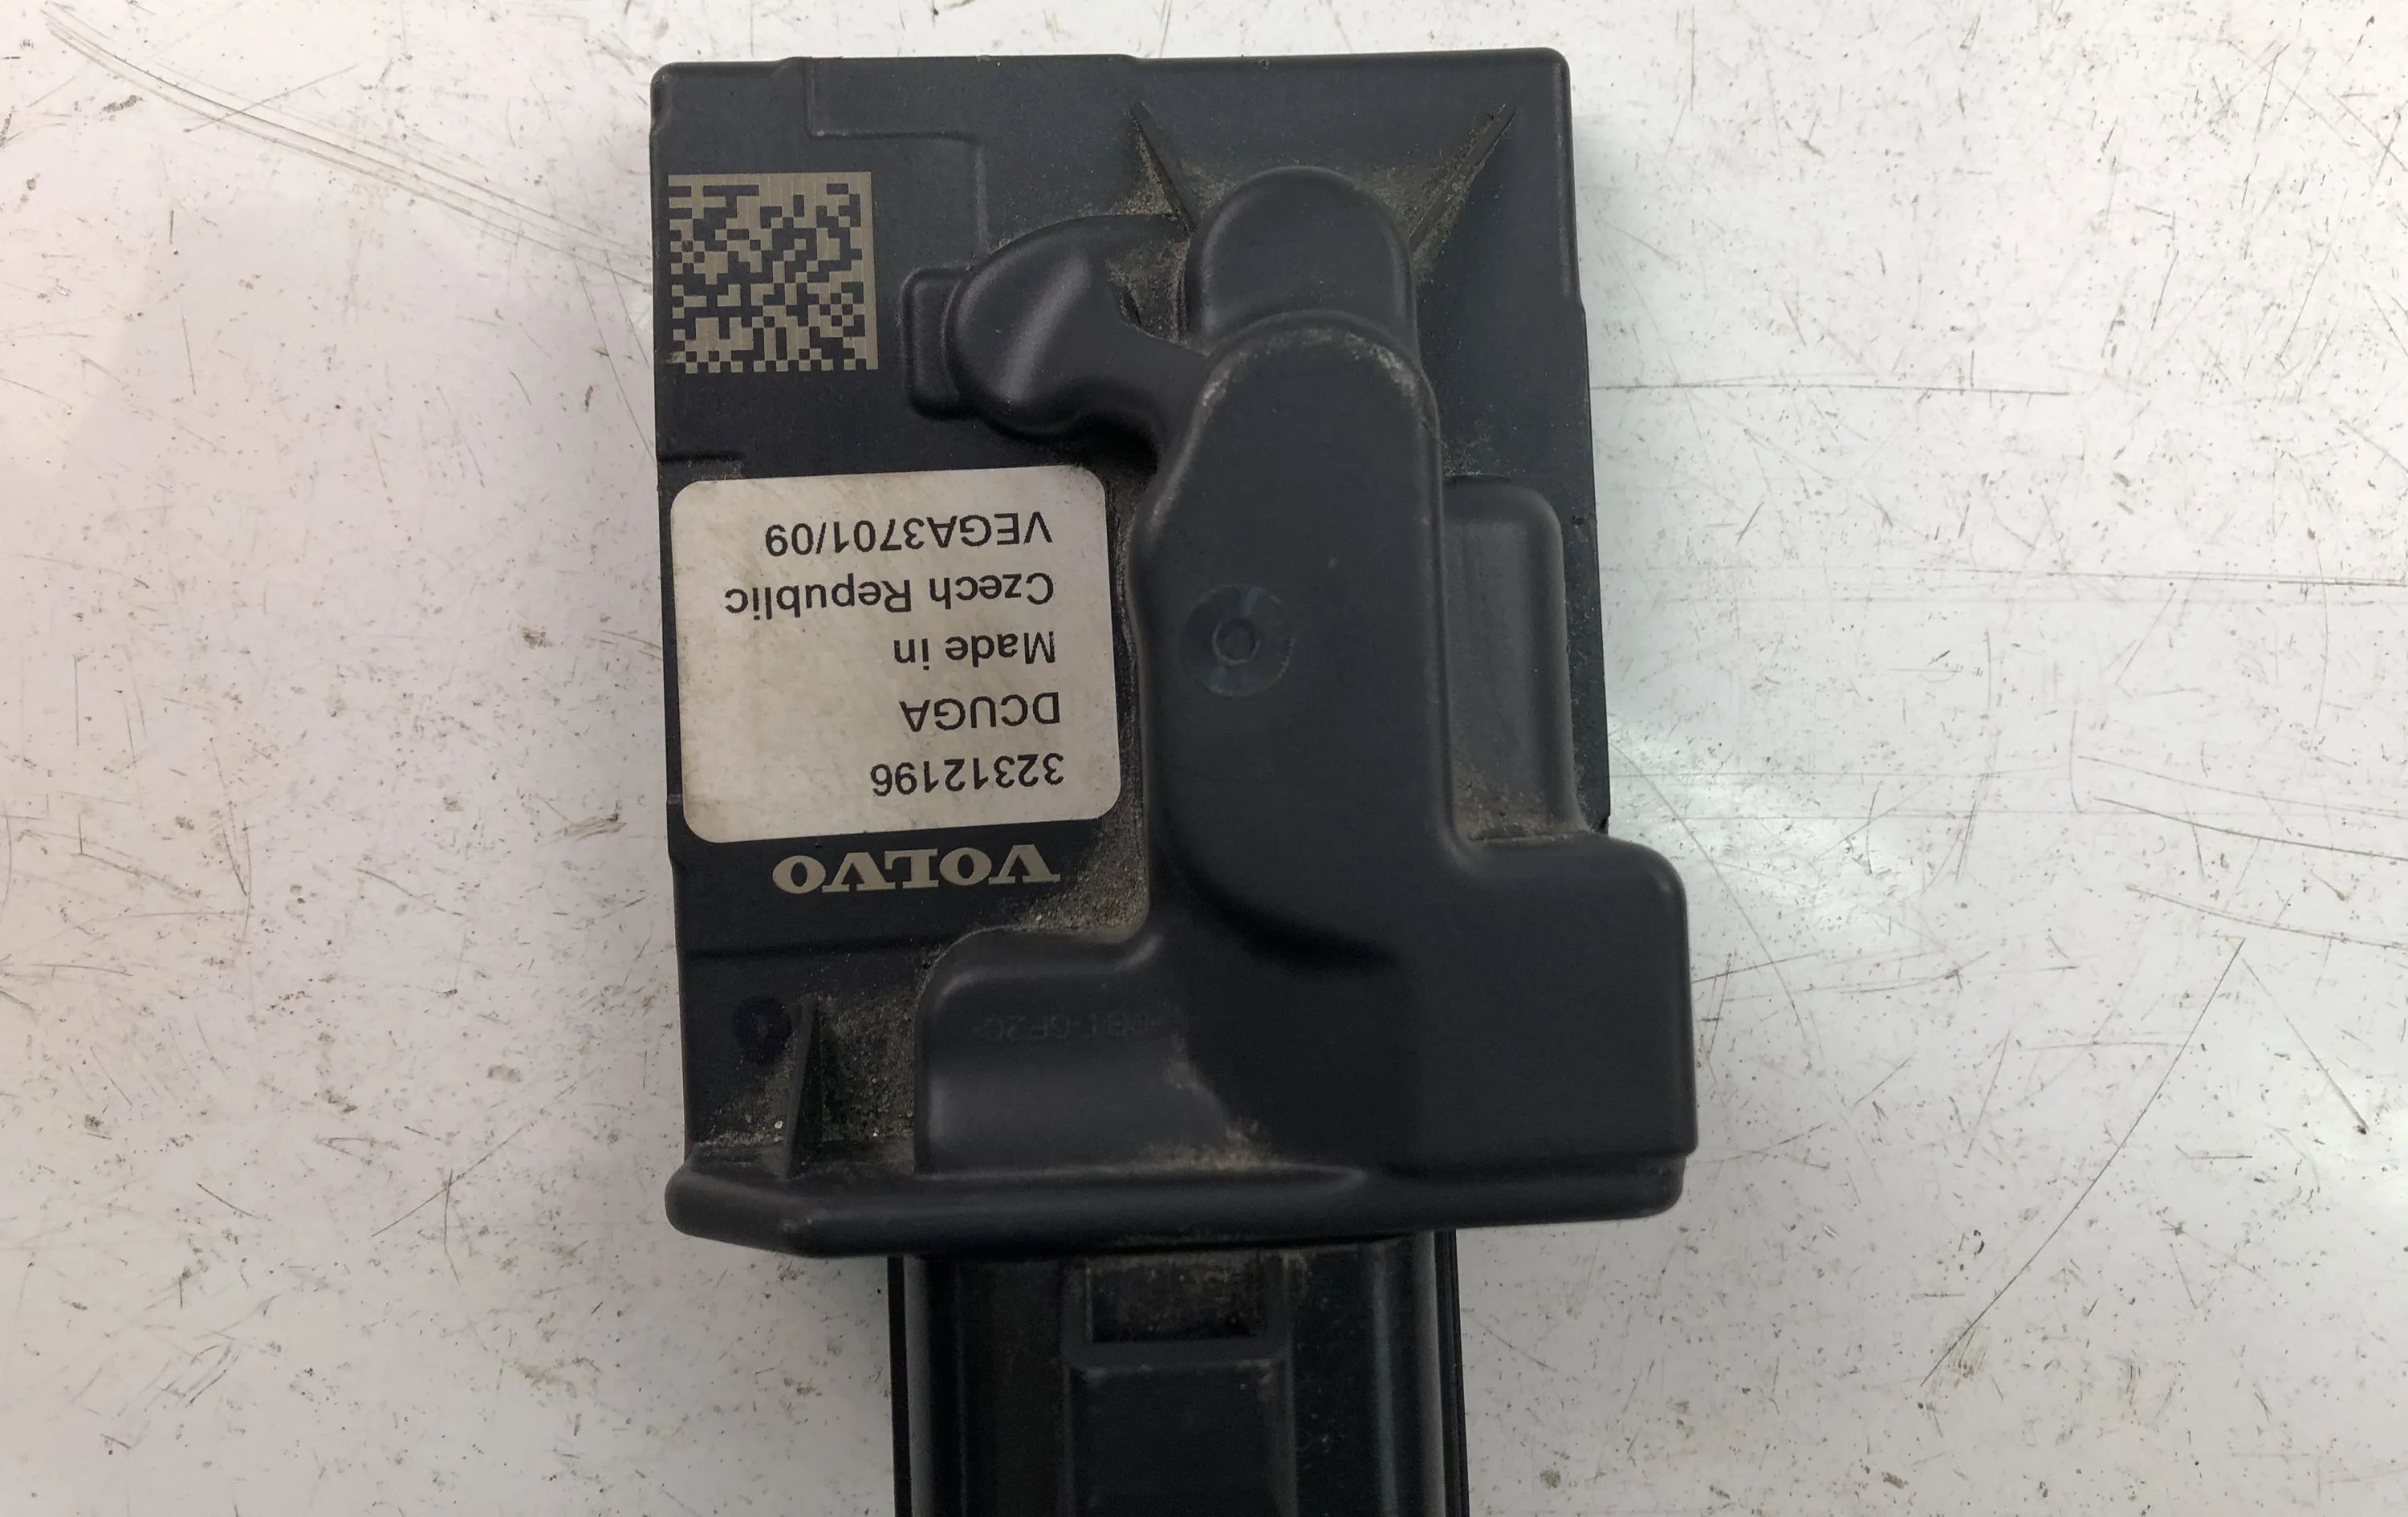 VOLVO
32312196
DCUGA
Made in
Czech Republic
VEGA3701/09